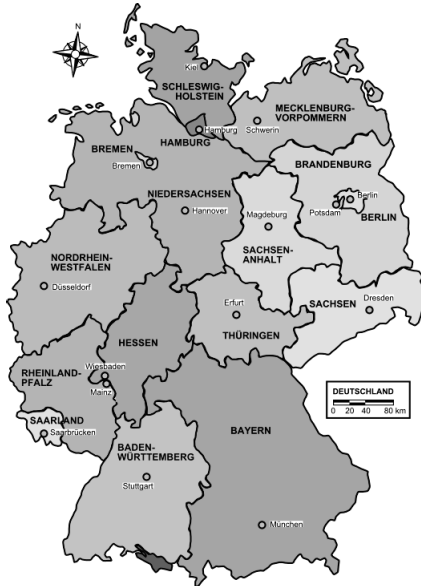 N
Kiel
SCHLESWIG-
HOLSTEIN
MECKLENBURG-
VORPOMMERN
Hamburg
Schwerin
HAMBURG
BREMEN
Bremen
BRANDENBURG
NIEDERSACHSEN
Berlin
Potsdam
BERLIN
Hannover
Magdeburg
SACHSEN-
ANHALT
NORDRHEIN-
WESTFALEN
Düsseldorf
Erfurt
SACHSEN
Dresden
THÜRINGEN
HESSEN
Wiesbaden
RHEINLAND-
PFALZ
Mainz
DEUTSCHLAND
0 20 40 80 km
SAARLAND
Saarbrücken
BAYERN
BADEN-
WÜRTTEMBERG
Stuttgart
München